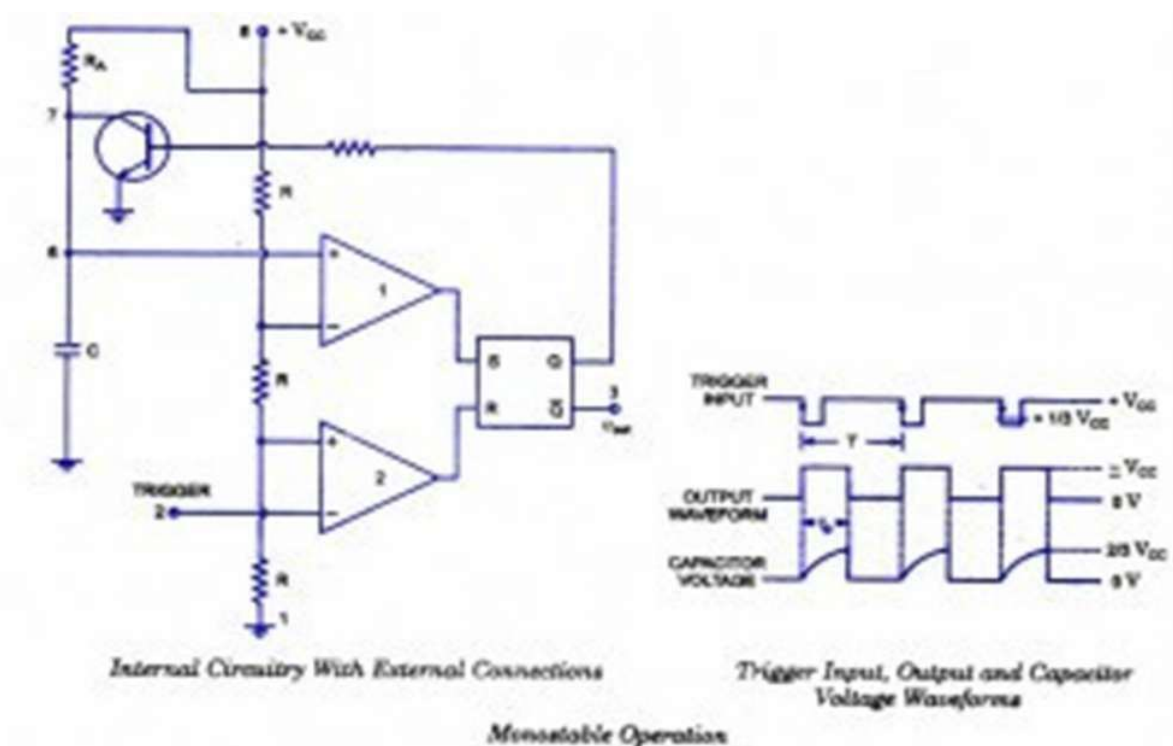 8 + VCC
RA
7
R
6
+
1
−
C
R
S Q
R Q̅
3
+
2
−
TRIGGER
2
R
1
TRIGGER
INPUT
+ VCC
1/3 VCC
T
VCC
OUTPUT
WAVEFORM
0 V
CAPACITOR
VOLTAGE
2/3 VCC
0 V
Internal Circuitry With External Connections
Trigger Input, Output and Capacitor
Voltage Waveforms
Monostable Operation